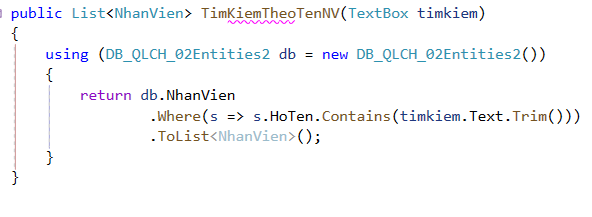 public List<NhanVien> TimKiemTheoTenNV(TextBox timkiem)
{
using (DB_QLCH_02Entities2 db = new DB_QLCH_02Entities2())
{
return db.NhanVien
.Where(s => s.HoTen.Contains(timkiem.Text.Trim()))
.ToList<NhanVien>();
}
}